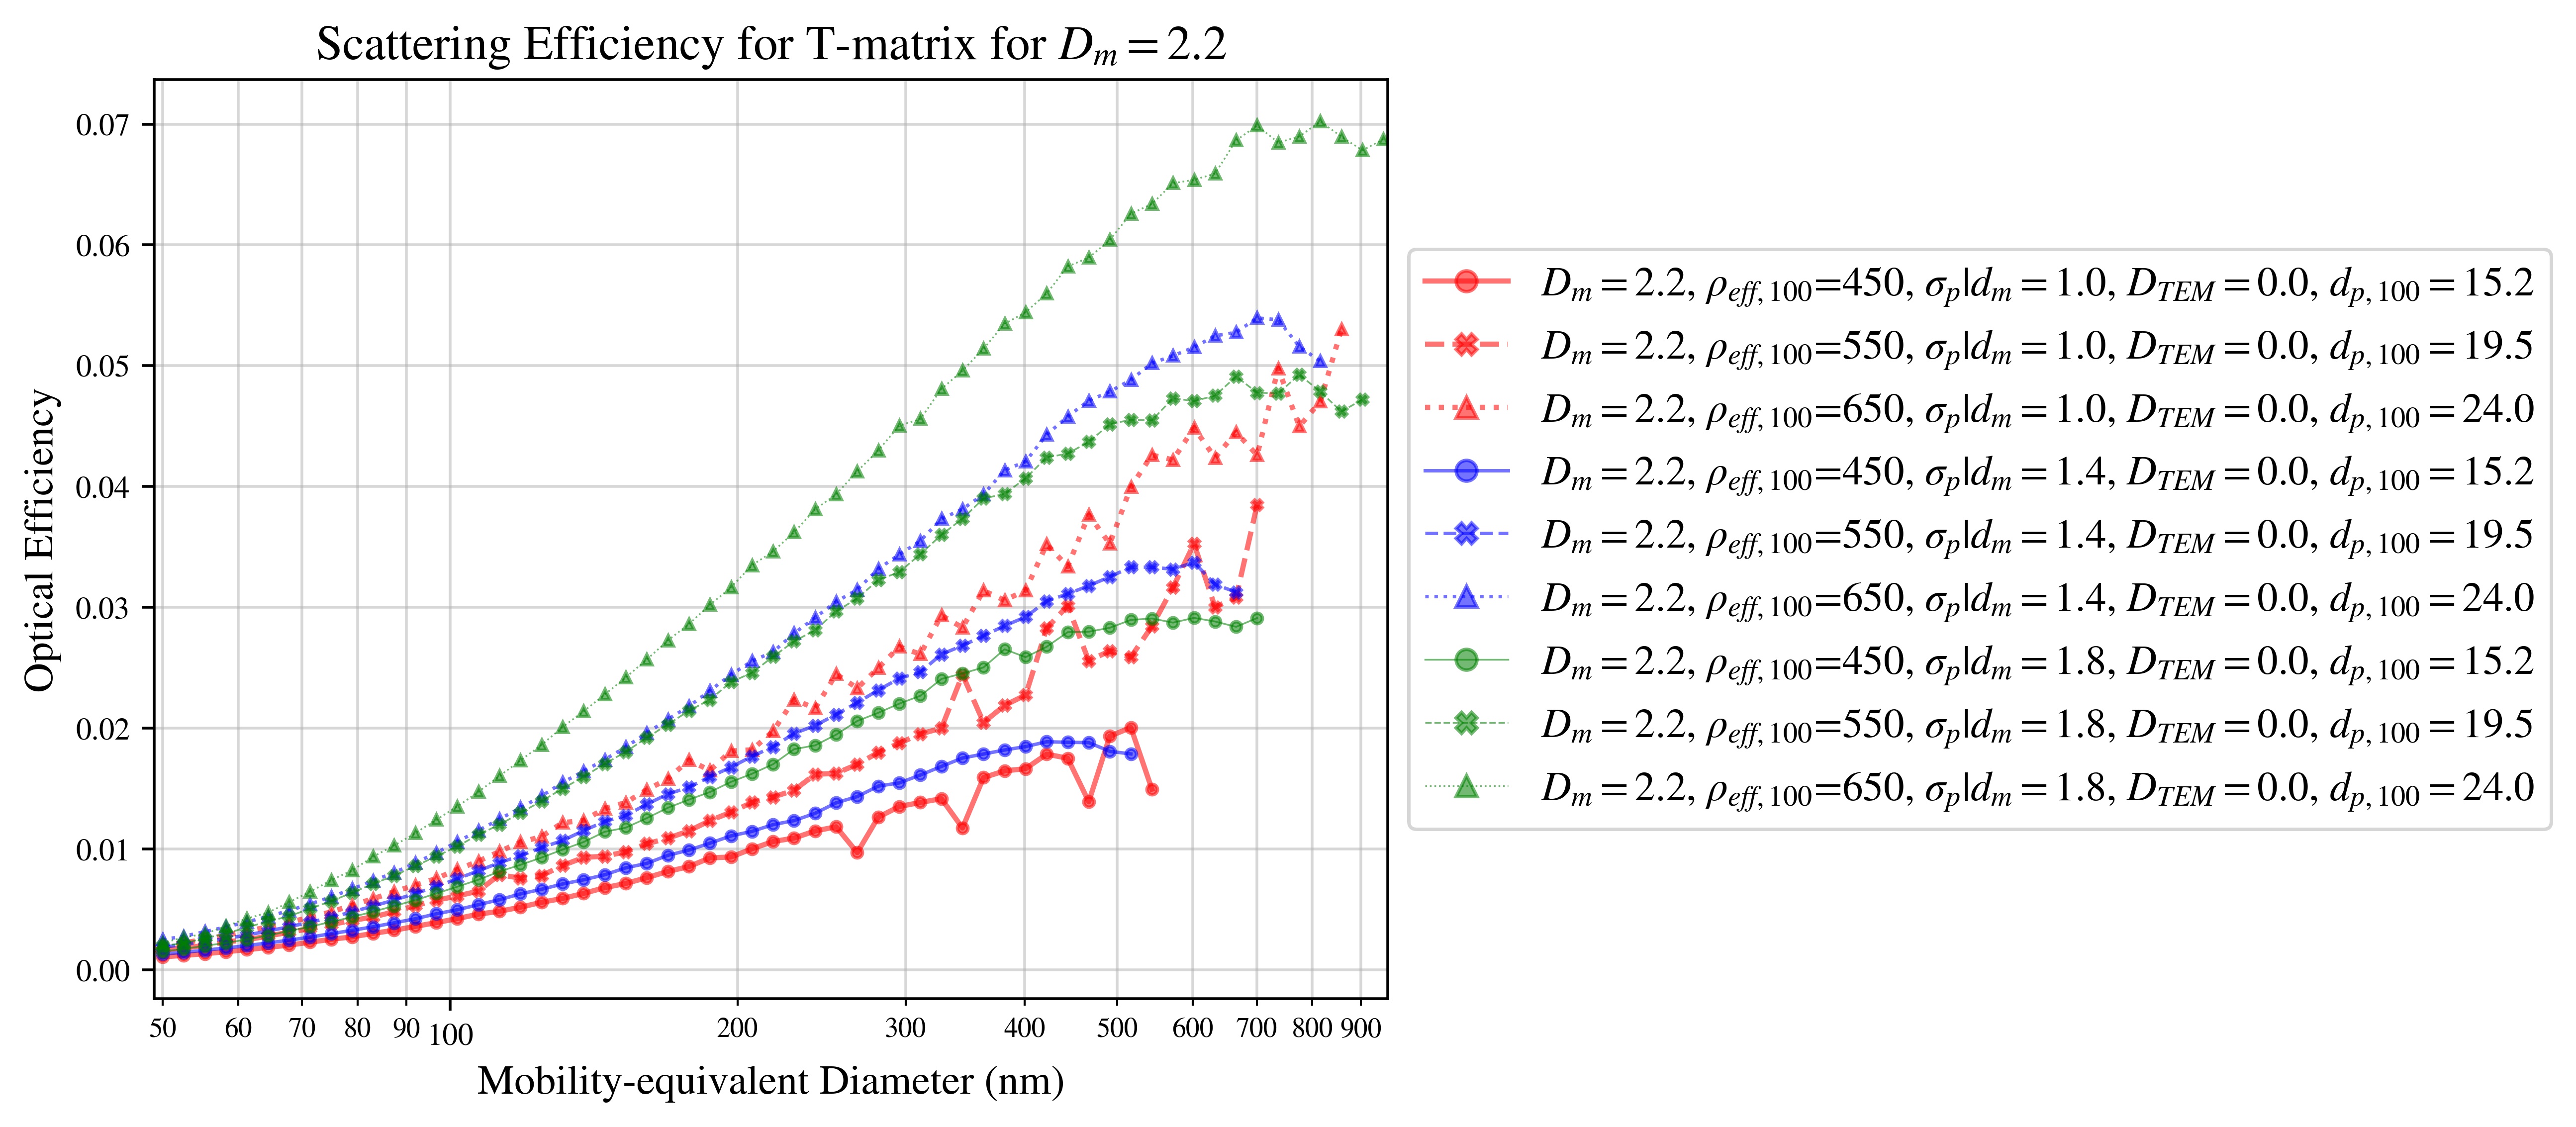 Scattering Efficiency for T-matrix for Dₘ = 2.2
Optical Efficiency
0.07
0.06
0.05
0.04
0.03
0.02
0.01
0.00
50 60 70 80 90 100 200 300 400 500 600 700 800 900
Mobility-equivalent Diameter (nm)
D_m = 2.2, ρ_eff,100=450, σ_p|d_m = 1.0, D_TEM = 0.0, d_p,100 = 15.2
D_m = 2.2, ρ_eff,100=550, σ_p|d_m = 1.0, D_TEM = 0.0, d_p,100 = 19.5
D_m = 2.2, ρ_eff,100=650, σ_p|d_m = 1.0, D_TEM = 0.0, d_p,100 = 24.0
D_m = 2.2, ρ_eff,100=450, σ_p|d_m = 1.4, D_TEM = 0.0, d_p,100 = 15.2
D_m = 2.2, ρ_eff,100=550, σ_p|d_m = 1.4, D_TEM = 0.0, d_p,100 = 19.5
D_m = 2.2, ρ_eff,100=650, σ_p|d_m = 1.4, D_TEM = 0.0, d_p,100 = 24.0
D_m = 2.2, ρ_eff,100=450, σ_p|d_m = 1.8, D_TEM = 0.0, d_p,100 = 15.2
D_m = 2.2, ρ_eff,100=550, σ_p|d_m = 1.8, D_TEM = 0.0, d_p,100 = 19.5
D_m = 2.2, ρ_eff,100=650, σ_p|d_m = 1.8, D_TEM = 0.0, d_p,100 = 24.0